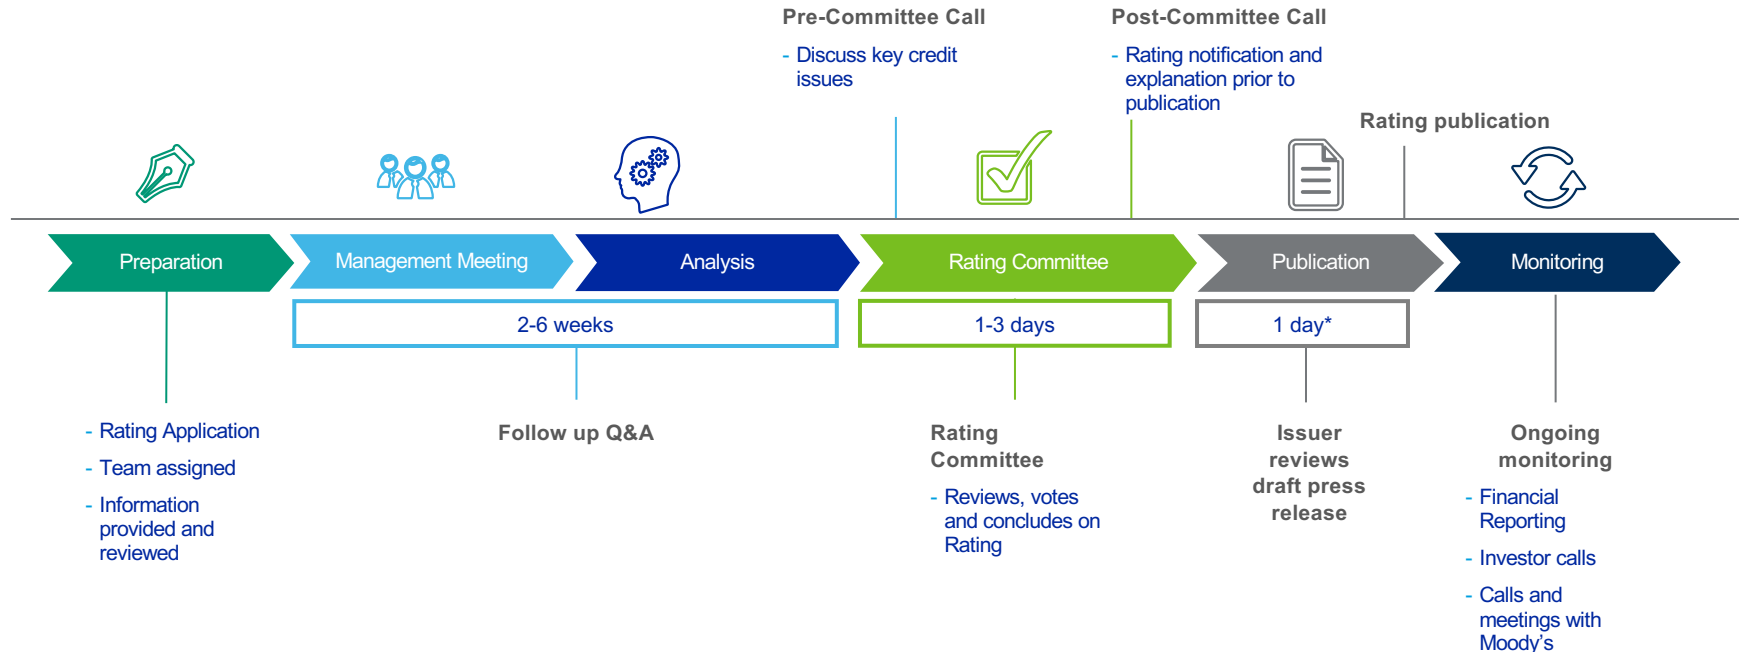 Pre-Committee Call
- Discuss key credit
issues
Post-Committee Call
- Rating notification and
explanation prior to
publication
Rating publication
Preparation
Management Meeting
Analysis
Rating Committee
Publication
Monitoring
2-6 weeks
1-3 days
1 day*
- Rating Application
- Team assigned
- Information
provided and
reviewed
Follow up Q&A
Rating
Committee
- Reviews, votes
and concludes on
Rating
Issuer
reviews
draft press
release
Ongoing
monitoring
- Financial
Reporting
- Investor calls
- Calls and
meetings with
Moody's